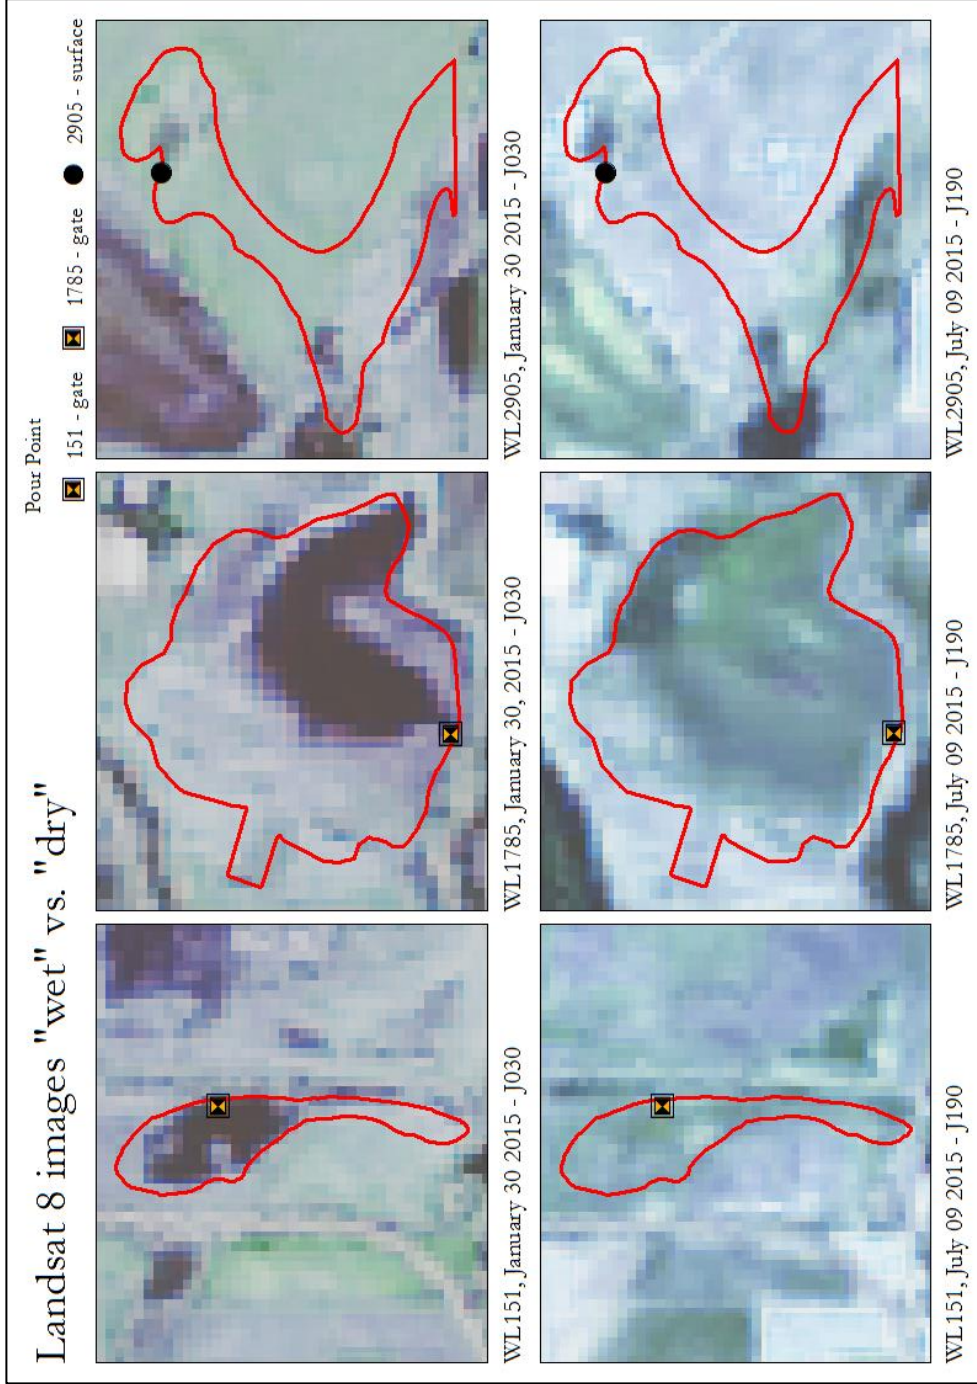 Landsat 8 images "wet" vs. "dry"
Pour Point
151 - gate 1785 - gate 2905 - surface
WL151, January 30 2015 - J030
WL1785, January 30, 2015 - J030
WL2905, January 30 2015 - J030
WL151, July 09 2015 - J190
WL1785, July 09 2015 - J190
WL2905, July 09 2015 - J190